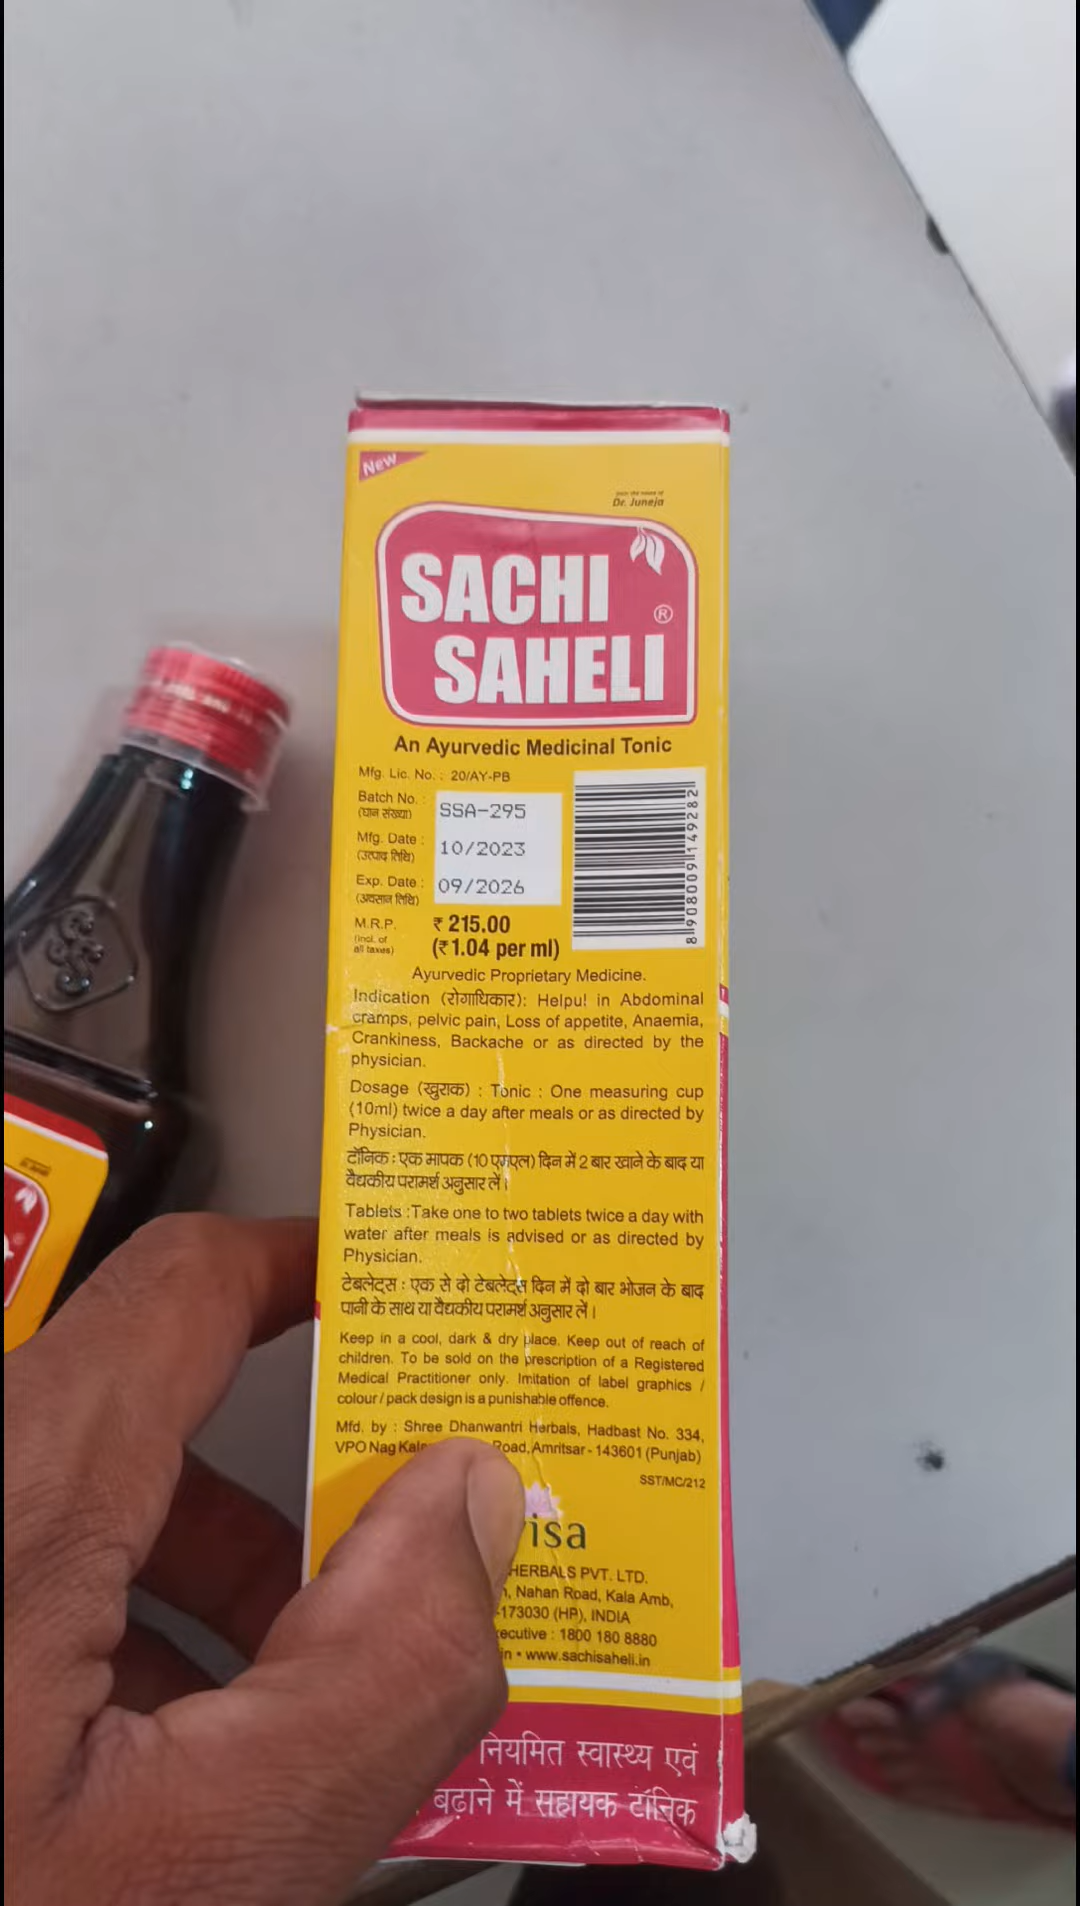 New
Dr. Juneja
SACHI
SAHELI
®
An Ayurvedic Medicinal Tonic
Mfg. Lic. No. : 20/AY-PB
Batch No. : SSA-295
(घान संख्या)
Mfg. Date : 10/2023
(उत्पाद तिथि)
Exp. Date : 09/2026
(अवसान तिथि)
M.R.P. ₹ 215.00
(incl. of all taxes) (₹1.04 per ml)
8908009149282
Ayurvedic Proprietary Medicine.
Indication (रोगाधिकार): Helpul in Abdominal
cramps, pelvic pain, Loss of appetite, Anaemia,
Crankiness, Backache or as directed by the
physician.
Dosage (खुराक) : Tonic : One measuring cup
(10ml) twice a day after meals or as directed by
Physician.
टॉनिक : एक मापक (10 एमएल) दिन में 2 बार खाने के बाद या
वैद्यकीय परामर्श अनुसार लें।
Tablets :Take one to two tablets twice a day with
water after meals is advised or as directed by
Physician.
टेबलेट्स : एक से दो टेबलेट्स दिन में दो बार भोजन के बाद
पानी के साथ या वैद्यकीय परामर्श अनुसार लें।
Keep in a cool, dark & dry place. Keep out of reach of
children. To be sold on the prescription of a Registered
Medical Practitioner only. Imitation of label graphics /
colour / pack design is a punishable offence.
Mfd. by : Shree Dhanwantri Herbals, Hadbast No. 334,
VPO Nag Road, Amritsar - 143601 (Punjab)
SST/MC/212
HERBALS PVT. LTD.
Nahan Road, Kala Amb,
-173030 (HP), INDIA
: 1800 180 8880
• www.sachisaheli.in
नियमित स्वास्थ्य एवं
बढ़ाने में सहायक टॉनिक